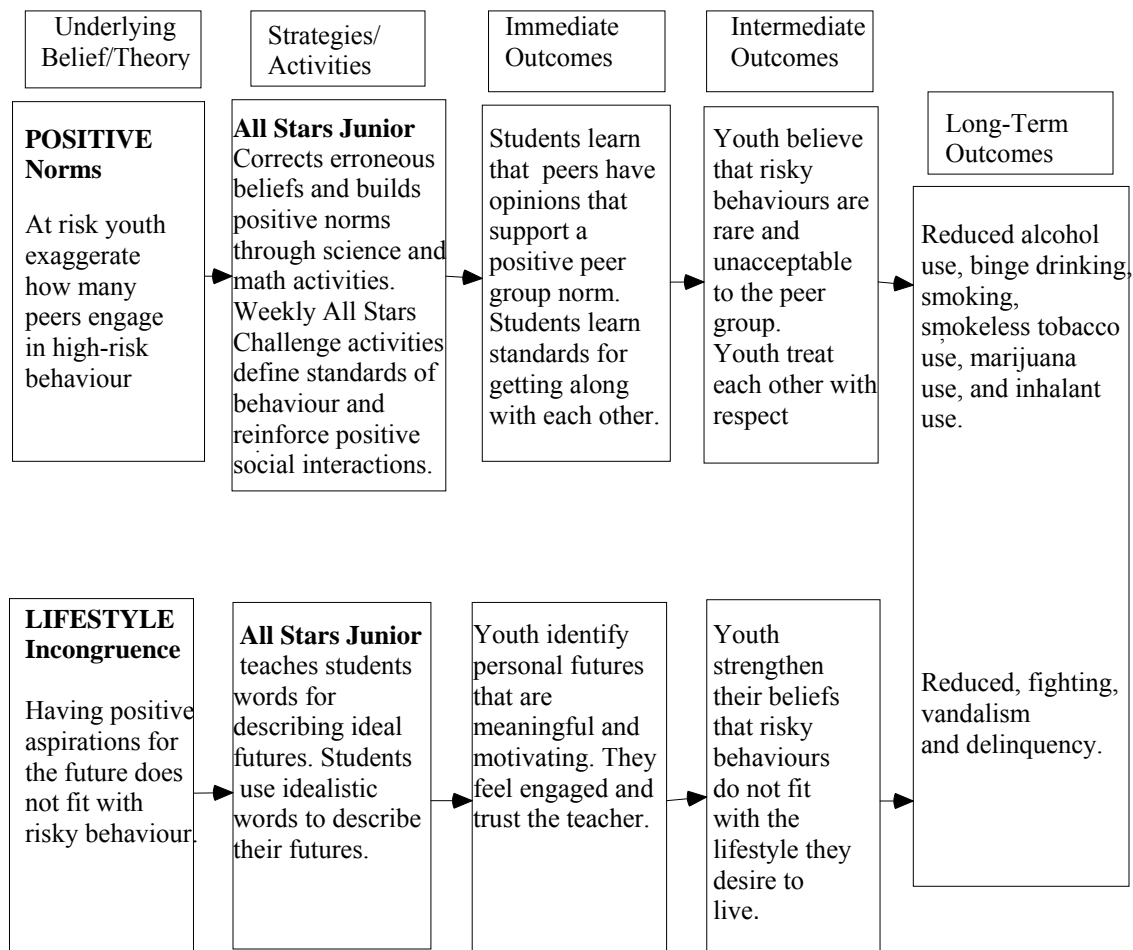 Underlying
Belief/Theory
Strategies/
Activities
Immediate
Outcomes
Intermediate
Outcomes
Long-Term
Outcomes
POSITIVE
Norms
At risk youth
exaggerate
how many
peers engage
in high-risk
behaviour
All Stars Junior
Corrects erroneous
beliefs and builds
positive norms
through science and
math activities.
Weekly All Stars
Challenge activities
define standards of
behaviour and
reinforce positive
social interactions.
Students learn
that peers have
opinions that
support a
positive peer
group norm.
Students learn
standards for
getting along
with each other.
Youth believe
that risky
behaviours are
rare and
unacceptable
to the peer
group.
Youth treat
each other with
respect
Reduced alcohol
use, binge drinking,
smoking,
smokeless tobacco
use, marijuana
use, and inhalant
use.
LIFESTYLE
Incongruence
Having positive
aspirations for
the future does
not fit with
risky behaviour.
All Stars Junior
teaches students
words for
describing ideal
futures. Students
use idealistic
words to describe
their futures.
Youth identify
personal futures
that are
meaningful and
motivating. They
feel engaged and
trust the teacher.
Youth
strengthen
their beliefs
that risky
behaviours
do not fit
with the
lifestyle they
desire to
live.
Reduced, fighting,
vandalism
and delinquency.